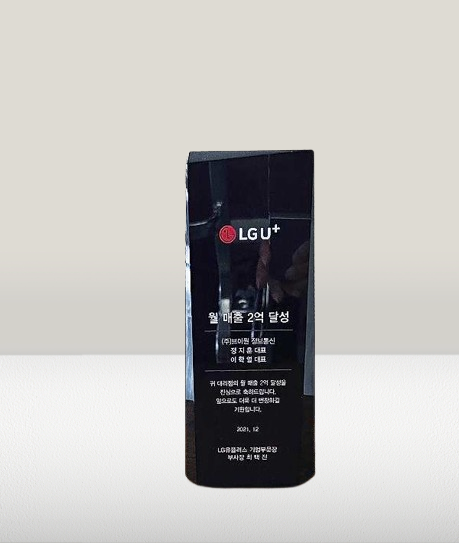 LG U+
월 매출 2억 달성
(주)브이원 정보통신
정 지 훈 대표
이 학 열 대표
귀 대리점의 월 매출 2억 달성을
진심으로 축하드립니다.
앞으로도 더욱 더 번창하길
기원합니다.
2021. 12
LG유플러스 기업부문장
부사장 최 택 진